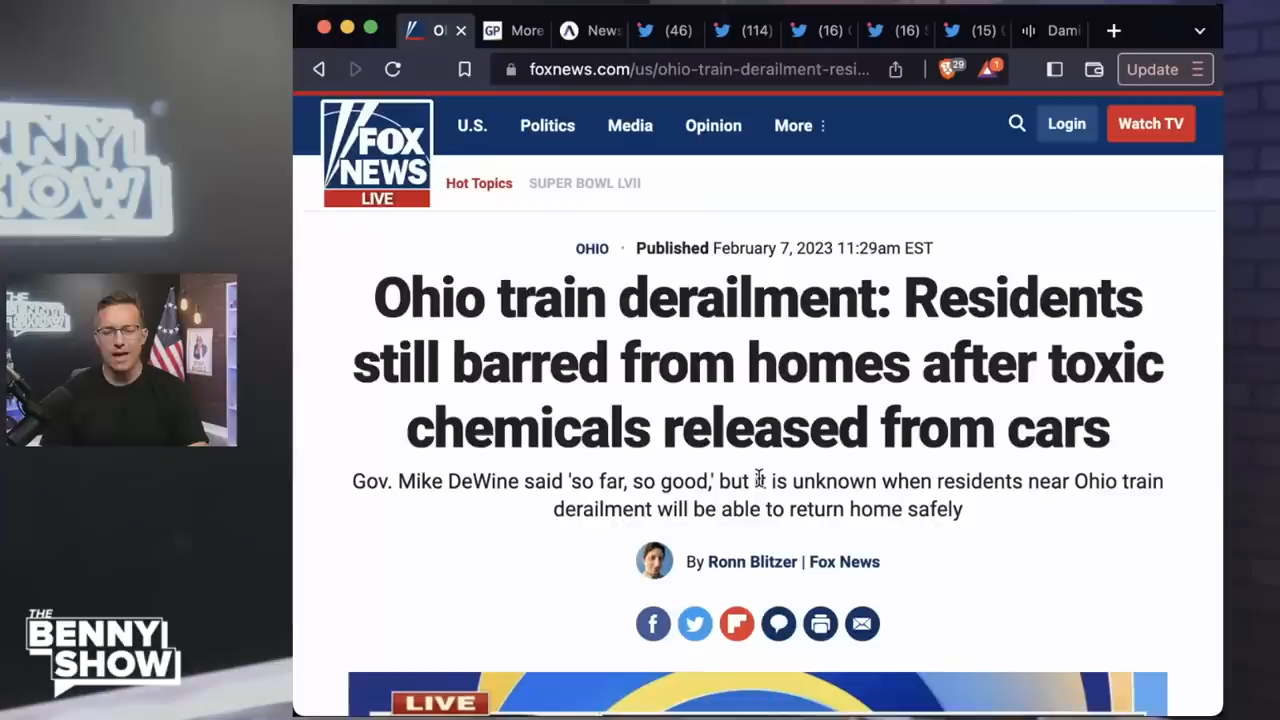 O
More
News
(46)
(114)
(16)
(16)
(15)
Dami
foxnews.com/us/ohio-train-derailment-resi...
29
1
Update
FOX
NEWS
LIVE
U.S.
Politics
Media
Opinion
More
Login
Watch TV
Hot Topics
SUPER BOWL LVII
OHIO · Published February 7, 2023 11:29am EST
Ohio train derailment: Residents
still barred from homes after toxic
chemicals released from cars
Gov. Mike DeWine said 'so far, so good,' but it is unknown when residents near Ohio train
derailment will be able to return home safely
By Ronn Blitzer | Fox News
LIVE
THE
BENNY
SHOW